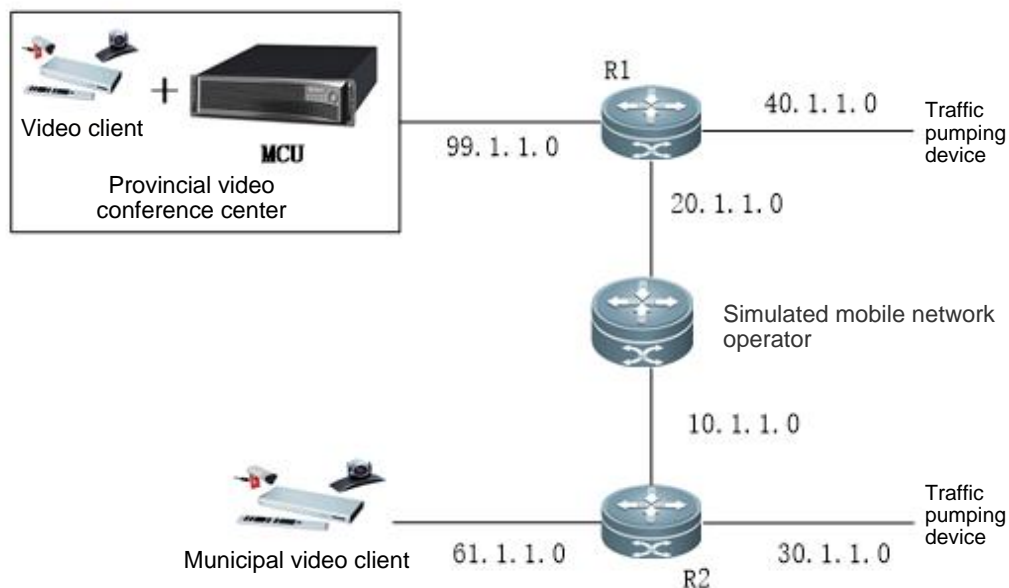 R1
40. 1. 1. 0
Traffic
pumping
device
Video client
+
MCU
99. 1. 1. 0
Provincial video
conference center
20. 1. 1. 0
Simulated mobile network
operator
10. 1. 1. 0
Traffic
pumping
device
Municipal video client
61. 1. 1. 0
30. 1. 1. 0
R2